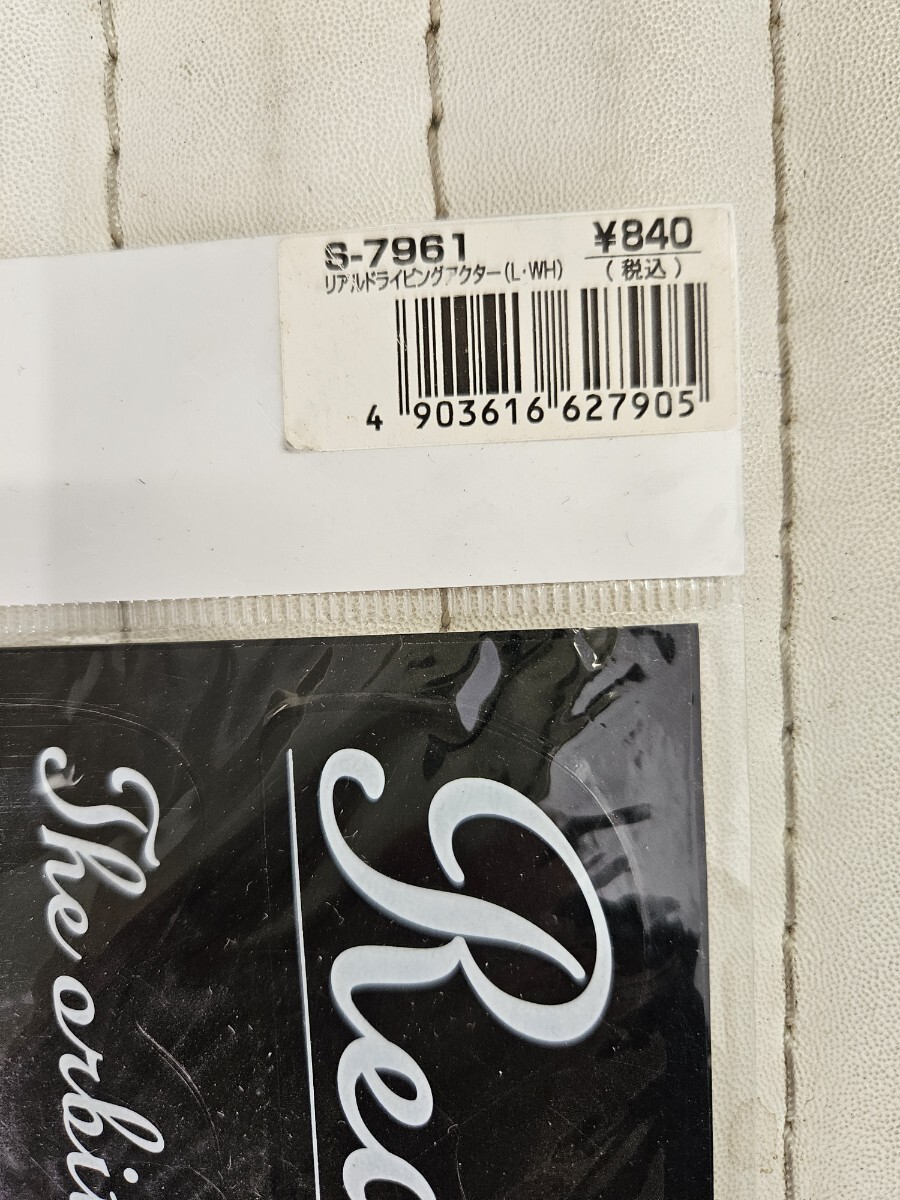 S-7961
¥840
リアルドライビングアクター(L・WH)
(税込)
4 903616 627905
Rea
The orbi